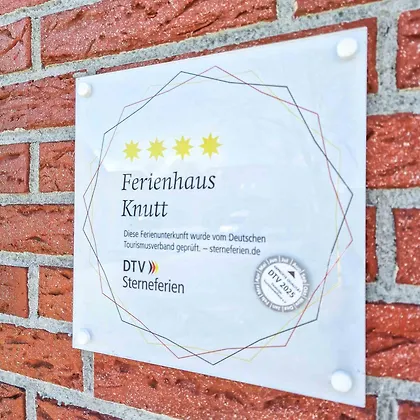 Ferienhaus
Knutt
Diese Ferienunterkunft wurde vom Deutschen
Tourismusverband geprüft. – sterneferien.de
DTV
Sterneferien
DTV 2025